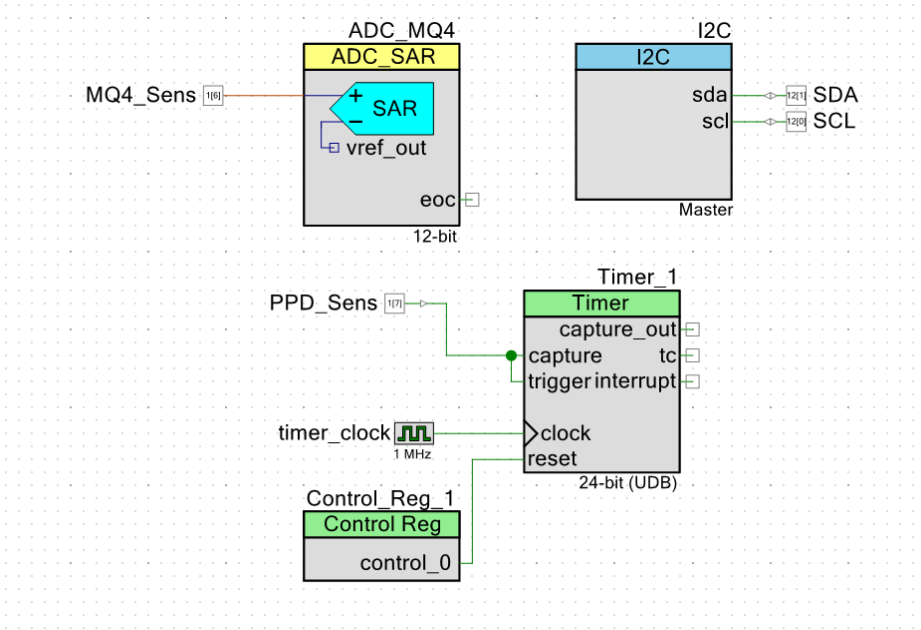 ADC_MQ4
ADC_SAR
MQ4_Sens 1[6]
+
SAR
−
vref_out
eoc
12-bit
I2C
I2C
sda 12[1] SDA
scl 12[0] SCL
Master
Timer_1
Timer
PPD_Sens 1[7]
capture_out
capture tc
trigger interrupt
timer_clock
1 MHz
clock
reset
24-bit (UDB)
Control_Reg_1
Control Reg
control_0